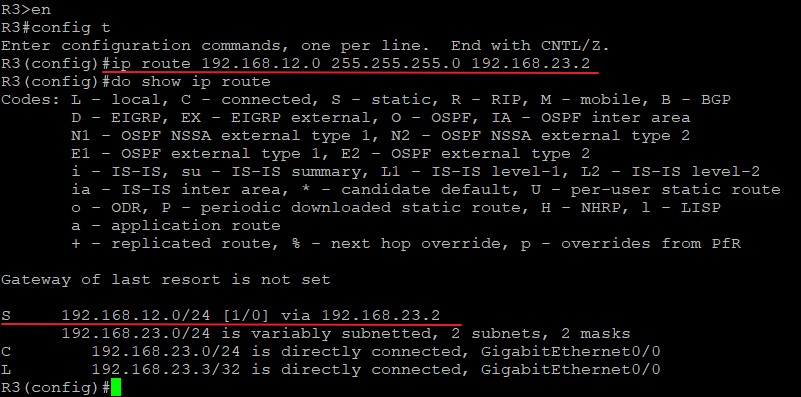 R3>en
R3#config t
Enter configuration commands, one per line.  End with CNTL/Z.
R3(config)#ip route 192.168.12.0 255.255.255.0 192.168.23.2
R3(config)#do show ip route
Codes: L - local, C - connected, S - static, R - RIP, M - mobile, B - BGP
       D - EIGRP, EX - EIGRP external, O - OSPF, IA - OSPF inter area
       N1 - OSPF NSSA external type 1, N2 - OSPF NSSA external type 2
       E1 - OSPF external type 1, E2 - OSPF external type 2
       i - IS-IS, su - IS-IS summary, L1 - IS-IS level-1, L2 - IS-IS level-2
       ia - IS-IS inter area, * - candidate default, U - per-user static route
       o - ODR, P - periodic downloaded static route, H - NHRP, l - LISP
       a - application route
       + - replicated route, % - next hop override, p - overrides from PfR
Gateway of last resort is not set
S     192.168.12.0/24 [1/0] via 192.168.23.2
      192.168.23.0/24 is variably subnetted, 2 subnets, 2 masks
C        192.168.23.0/24 is directly connected, GigabitEthernet0/0
L        192.168.23.3/32 is directly connected, GigabitEthernet0/0
R3(config)#